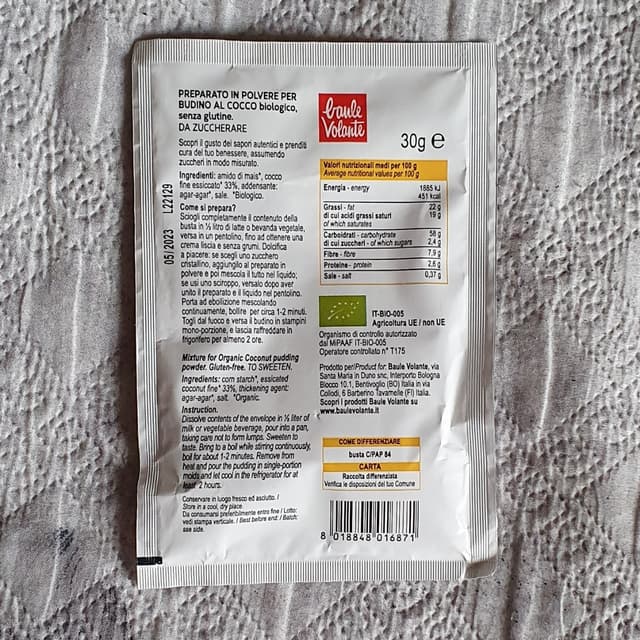 PREPARATO IN POLVERE PER
BUDINO AL COCCO biologico,
senza glutine.
DA ZUCCHERARE
Scopri il gusto dei sapori autentici e prenditi
cura del tuo benessere, assumendo
zuccheri in modo misurato.
Ingredienti: amido di mais*, cocco
fine essiccato* 33%, addensante:
agar-agar*, sale. *Biologico.
Come si prepara?
Sciogli completamente il contenuto della
busta in ½ litro di latte o bevanda vegetale,
versa in un pentolino, fino ad ottenere una
crema liscia e senza grumi. Dolcifica
a piacere: se scegli uno zucchero
cristallino, aggiungilo al preparato in
polvere e poi mescola il tutto nel liquido;
se usi uno sciroppo, versalo dopo aver
unito il preparato e il liquido nel pentolino.
Porta ad ebollizione mescolando
continuamente, bollire per circa 1-2 minuti.
Togli dal fuoco e versa il budino in stampini
mono-porzione, e lascia raffreddare in
frigorifero per almeno 2 ore.
Mixture for Organic Coconut pudding
powder. Gluten-free. TO SWEETEN.
Ingredients: corn starch*, essicated
coconut fine* 33%, thickening agent:
agar-agar*, salt. *Organic.
Instruction.
Dissolve contents of the envelope in ½ liter of
milk or vegetable beverage, pour into a pan,
taking care not to form lumps. Sweeten to
taste. Bring to a boil while stirring continuously,
boil for about 1-2 minutes. Remove from
heat and pour the pudding in single-portion
molds and let cool in the refrigerator for at
least 2 hours.
Conservare in luogo fresco ed asciutto. /
Store in a cool, dry place.
Da consumarsi preferibilmente entro fine / Lotto:
vedi stampa verticale. / Best before end: / Batch:
see side.
05/2023 L22129
baule
Volante
30g e
Valori nutrizionali medi per 100 g
Average nutritional values per 100 g
Energia - energy 1885 kJ
451 kcal
Grassi - fat 22 g
di cui acidi grassi saturi 19 g
of which saturates
Carboidrati - carbohydrate 58 g
di cui zuccheri - of which sugars 2,4 g
Fibre - fibre 7,9 g
Proteine - protein 2,6 g
Sale - salt 0,37 g
IT-BIO-005
Agricoltura UE / non UE
Organismo di controllo autorizzato
dal MiPAAF IT-BIO-005
Operatore controllato n° T175
Prodotto per/Product for: Baule Volante, via
Santa Maria in Duno snc, Interporto Bologna
Blocco 10.1, Bentivoglio (BO) Italia in via
Collodi, 6 Barberino Tavarnelle (FI) Italia.
Scopri i prodotti Baule Volante su
www.baulevolante.it
COME DIFFERENZIARE
busta C/PAP 84
CARTA
Raccolta differenziata
Verifica le disposizioni del tuo Comune
8 018848 016871